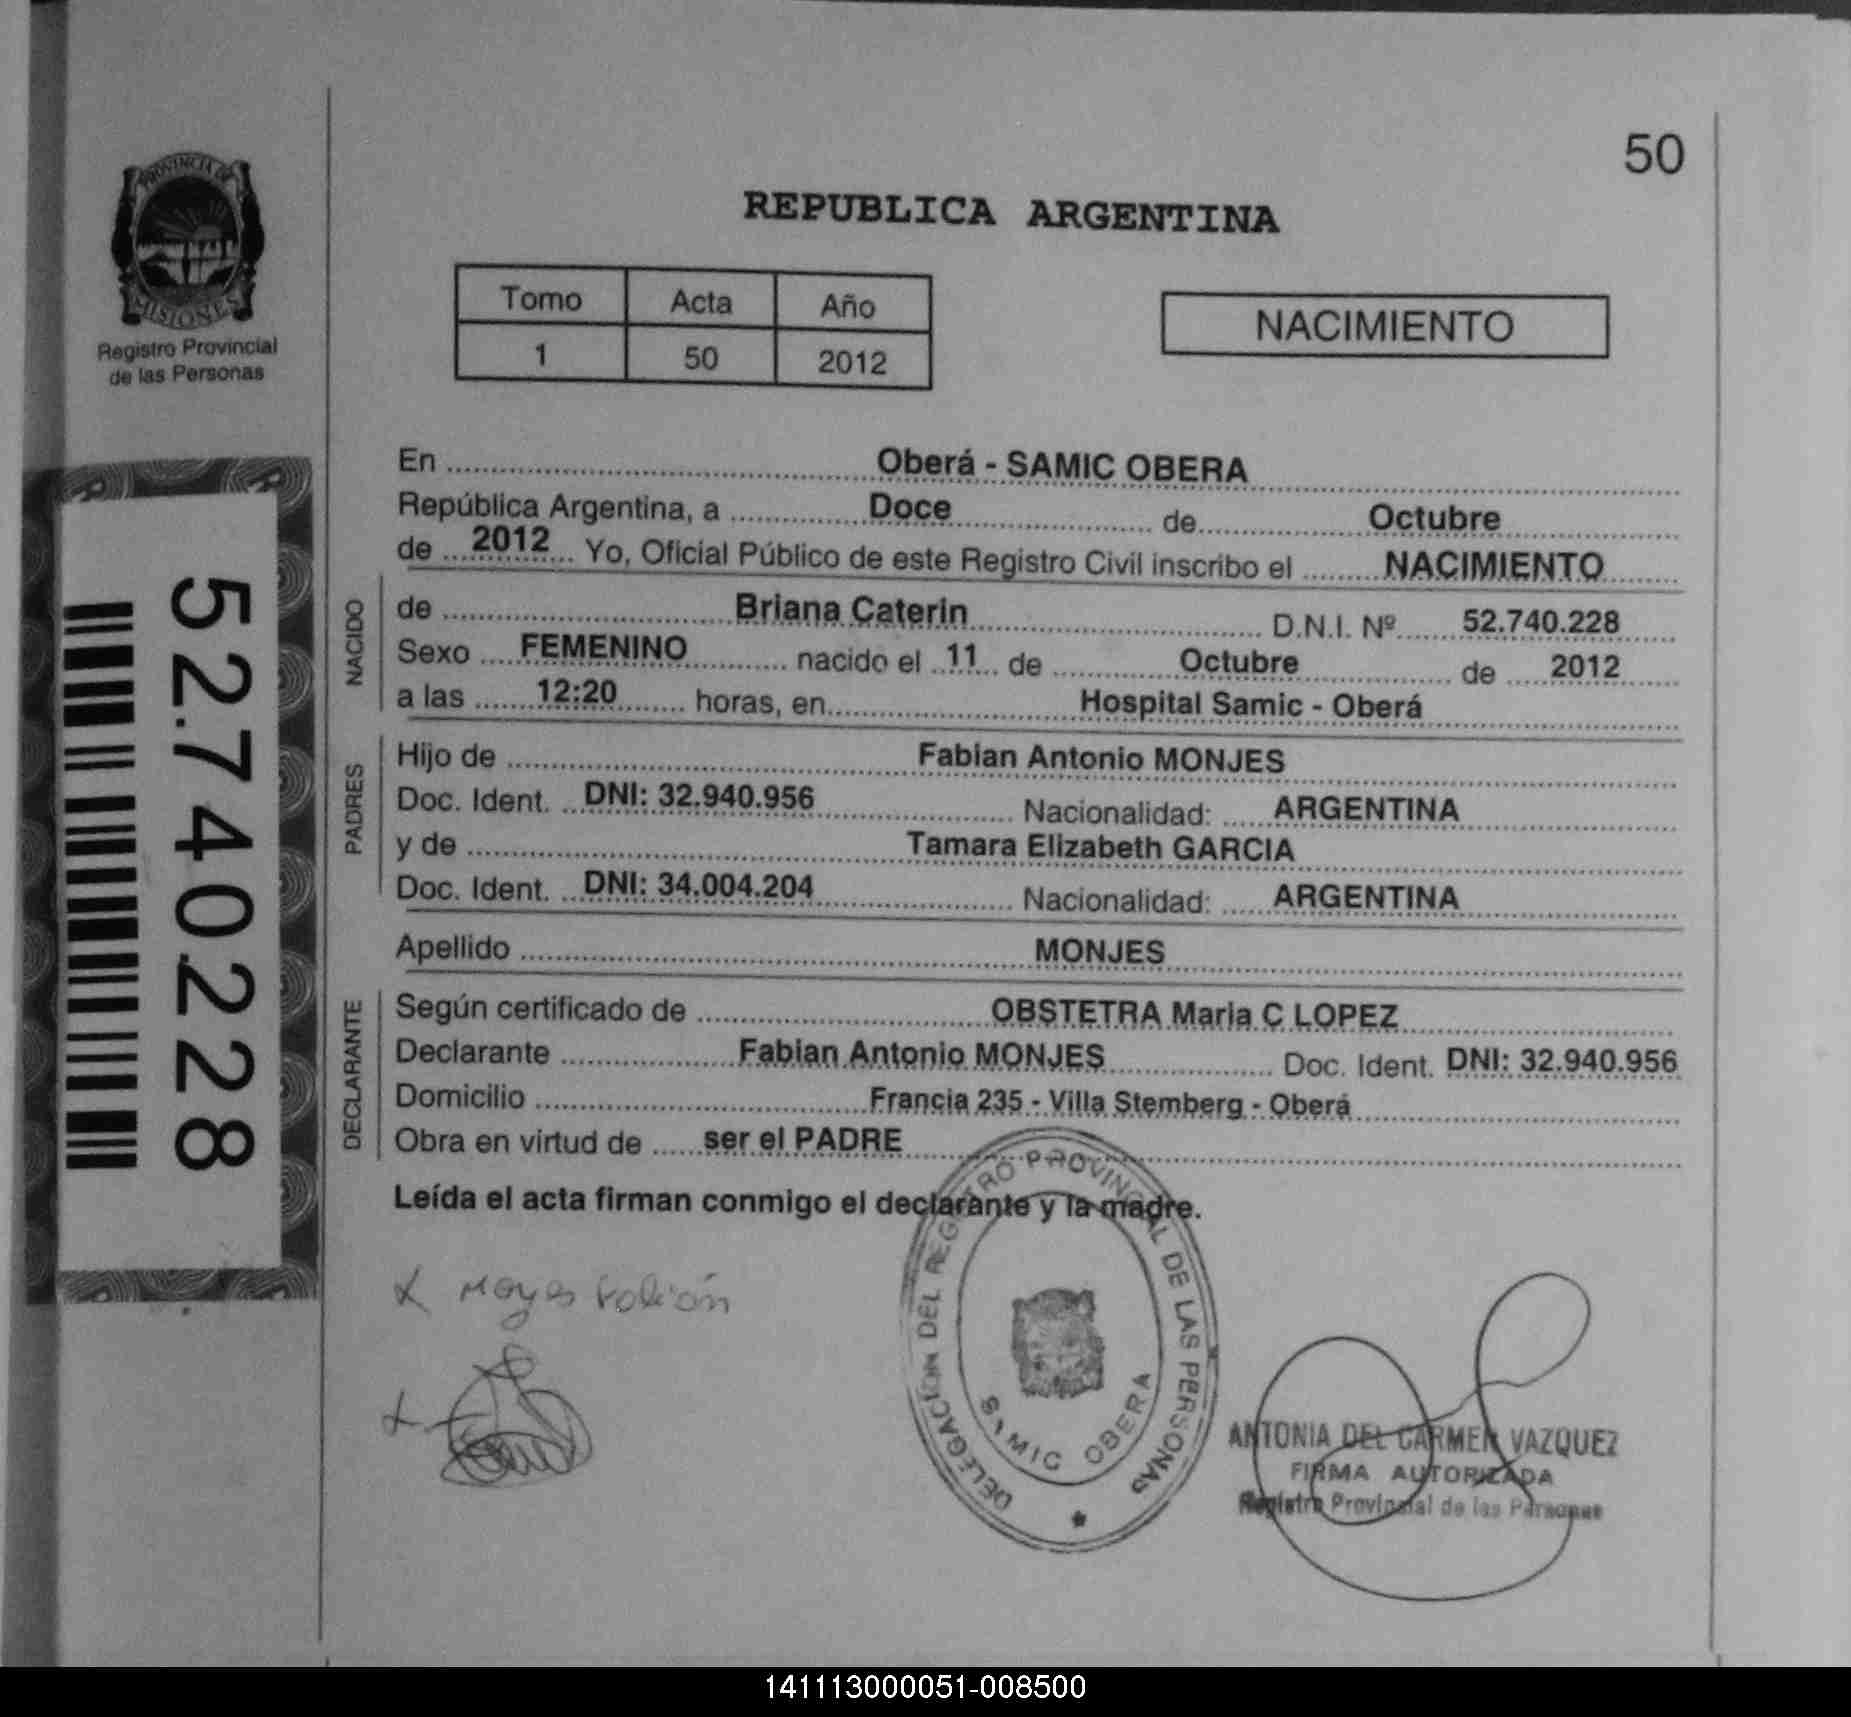 50
PROVINCIA DE
MISIONES
Registro Provincial
de las Personas
REPUBLICA ARGENTINA
Tomo Acta Año
1 50 2012
NACIMIENTO
52.740.228
En Oberá - SAMIC OBERA
República Argentina, a Doce de Octubre
de 2012 Yo, Oficial Público de este Registro Civil inscribo el NACIMIENTO
NACIDO
de Briana Caterin D.N.I. Nº 52.740.228
Sexo FEMENINO nacido el 11 de Octubre de 2012
a las 12:20 horas, en Hospital Samic - Oberá
PADRES
Hijo de Fabian Antonio MONJES
Doc. Ident. DNI: 32.940.956 Nacionalidad: ARGENTINA
y de Tamara Elizabeth GARCIA
Doc. Ident. DNI: 34.004.204 Nacionalidad: ARGENTINA
Apellido MONJES
DECLARANTE
Según certificado de OBSTETRA Maria C LOPEZ
Declarante Fabian Antonio MONJES Doc. Ident. DNI: 32.940.956
Domicilio Francia 235 - Villa Stemberg - Oberá
Obra en virtud de ser el PADRE
Leída el acta firman conmigo el declarante y la madre.
DELEGACIÓN DEL REGISTRO PROVINCIAL DE LAS PERSONAS
SAMIC OBERA
ANTONIA DEL CARMEN VAZQUEZ
FIRMA AUTORIZADA
Registro Provincial de las Personas
141113000051-008500